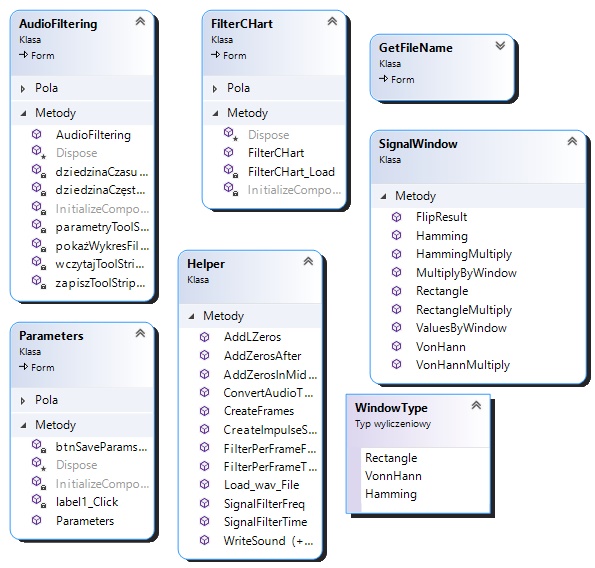 AudioFiltering
Klasa
Form
Pola
Metody
AudioFiltering
Dispose
dziedzinaCzasu...
dziedzinaCzęst...
InitializeCompo...
parametryToolS...
pokażWykresFil...
wczytajToolStri...
zapiszToolStrip...
FilterCHart
Klasa
Form
Pola
Metody
Dispose
FilterCHart
FilterCHart_Load
InitializeCompo...
GetFileName
Klasa
Form
SignalWindow
Klasa
Metody
FlipResult
Hamming
HammingMultiply
MultiplyByWindow
Rectangle
RectangleMultiply
ValuesByWindow
VonHann
VonHannMultiply
Parameters
Klasa
Form
Pola
Metody
btnSaveParams...
Dispose
InitializeCompo...
label1_Click
Parameters
Helper
Klasa
Metody
AddLZeros
AddZerosAfter
AddZerosInMid...
ConvertAudioT...
CreateFrames
CreateImpulseS...
FilterPerFrameF...
FilterPerFrameT...
Load_wav_File
SignalFilterFreq
SignalFilterTime
WriteSound (+...
WindowType
Typ wyliczeniowy
Rectangle
VonnHann
Hamming